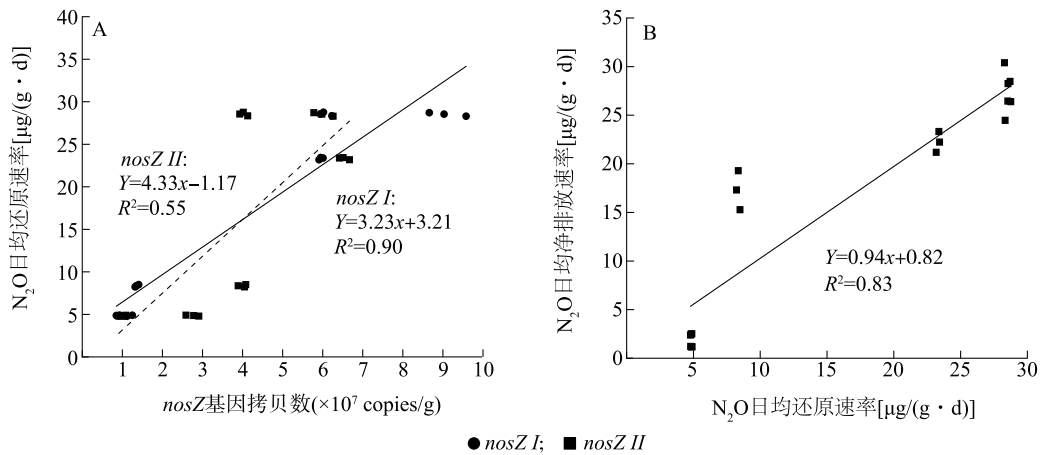 A
N₂O日均还原速率[μg/(g·d)]
40
35
30
25
20
15
10
5
0
nosZ II:
Y=4.33x−1.17
R²=0.55
nosZ I:
Y=3.23x+3.21
R²=0.90
1 2 3 4 5 6 7 8 9 10
nosZ基因拷贝数(×10⁷ copies/g)
B
N₂O日均净排放速率[μg/(g·d)]
35
30
25
20
15
10
5
0
Y=0.94x+0.82
R²=0.83
5 10 15 20 25 30
N₂O日均还原速率[μg/(g·d)]
nosZ I; nosZ II